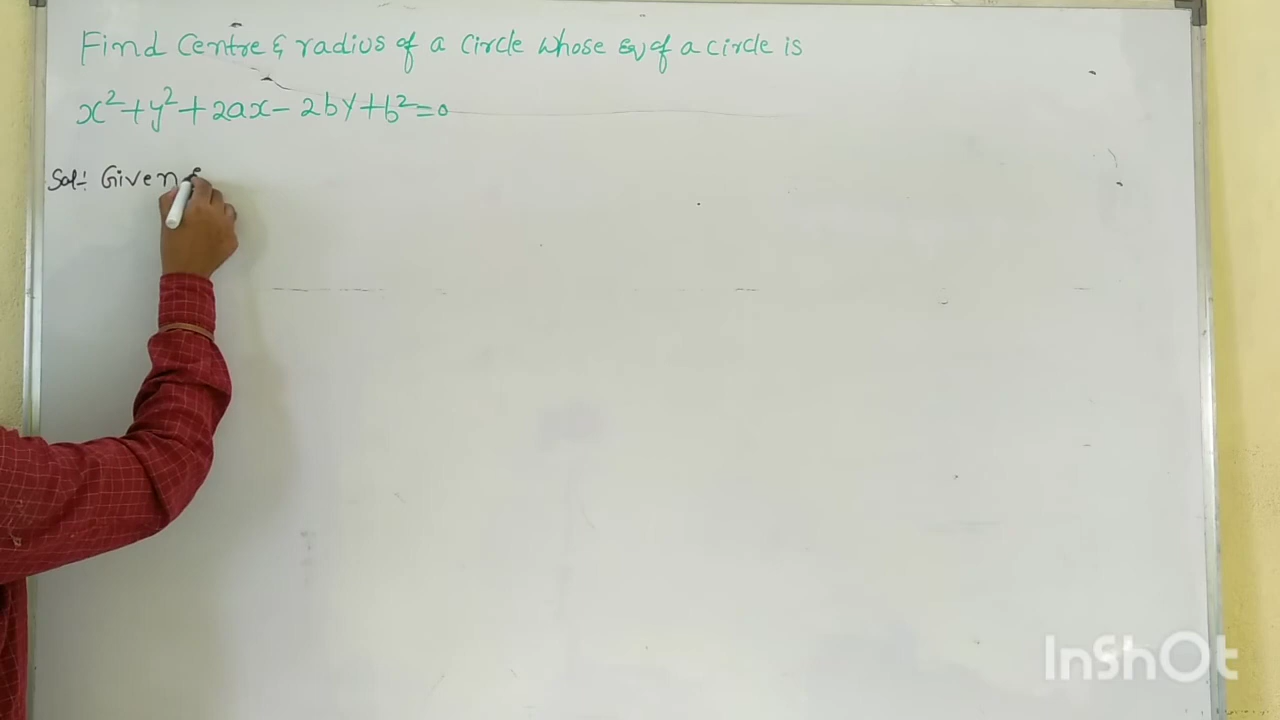 Find Centre & radius of a Circle whose eq of a circle is
x²+y²+2ax-2by+b²=0
Sol:- Given
InShOt